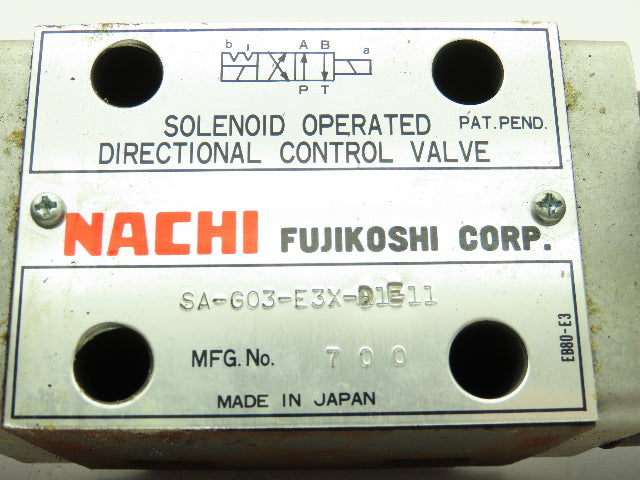 b A B a
P T
SOLENOID OPERATED PAT.PEND.
DIRECTIONAL CONTROL VALVE
NACHI FUJIKOSHI CORP.
SA-G03-E3X-D1E11
MFG.No. 700
EB80-E3
MADE IN JAPAN